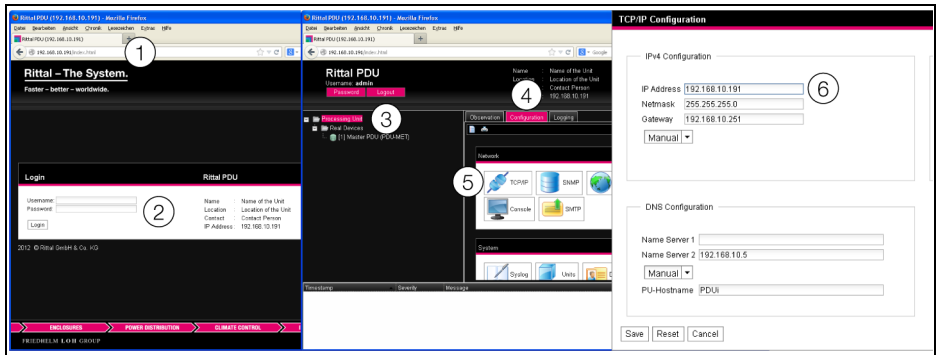 Rittal PDU (192.168.10.191) - Mozilla Firefox
Datei Bearbeiten Ansicht Chronik Lesezeichen Extras Hilfe
Rittal PDU (192.168.10.191)
+
192.168.10.191/index.html
1
Rittal – The System.
Faster – better – worldwide.
Login
Rittal PDU
Username:
Password:
Login
2
Name : Name of the Unit
Location : Location of the Unit
Contact : Contact Person
IP Address : 192.168.10.191
2012 © Rittal GmbH & Co. KG
ENCLOSURES
POWER DISTRIBUTION
CLIMATE CONTROL
FRIEDHELM LOH GROUP
Rittal PDU (192.168.10.191) - Mozilla Firefox
Datei Bearbeiten Ansicht Chronik Lesezeichen Extras Hilfe
Rittal PDU (192.168.10.191)
+
192.168.10.191/index.html
Google
Rittal PDU
Username: admin
Password
Logout
Name : Name of the Unit
Location of the Unit
Contact Person
192.168.10.191
4
Processing Unit
Real Devices
[1] Master PDU (PDU-MET)
3
Observation
Configuration
Logging
Network
5
TCP/IP
SNMP
Console
SMTP
System
Syslog
Units
Timestamp
Severity
Message
TCP/IP Configuration
IPv4 Configuration
IP Address 192.168.10.191
6
Netmask 255.255.255.0
Gateway 192.168.10.251
Manual
DNS Configuration
Name Server 1
Name Server 2 192.168.10.5
Manual
PU-Hostname PDUi
Save
Reset
Cancel